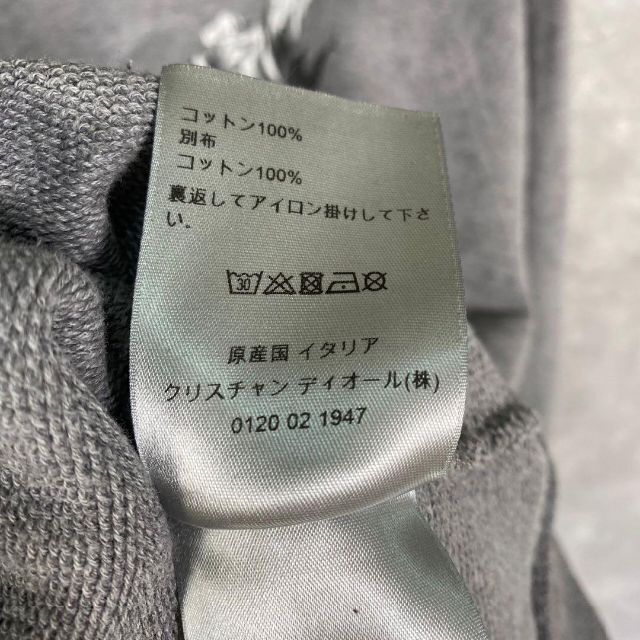 コットン100%
別布
コットン100%
裏返してアイロン掛けして下さ
い.
30
原産国 イタリア
クリスチャン ディオール(株)
0120 02 1947